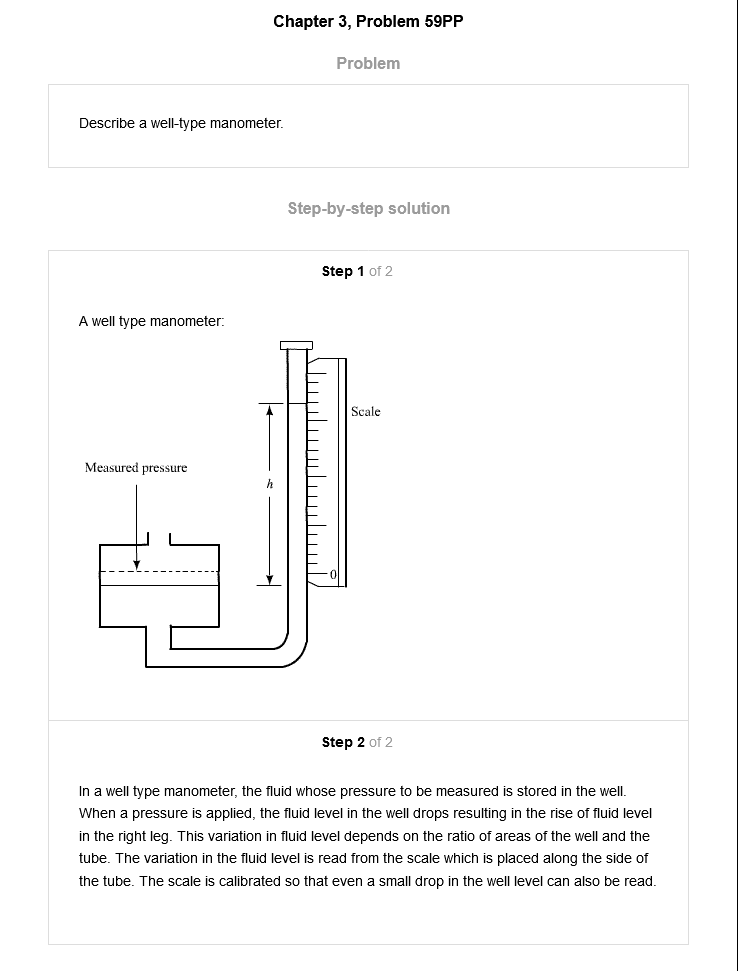 Chapter 3, Problem 59PP
Problem
Describe a well-type manometer.
Step-by-step solution
Step 1 of 2
A well type manometer:
Scale
Measured pressure
h
0
Step 2 of 2
In a well type manometer, the fluid whose pressure to be measured is stored in the well.
When a pressure is applied, the fluid level in the well drops resulting in the rise of fluid level
in the right leg. This variation in fluid level depends on the ratio of areas of the well and the
tube. The variation in the fluid level is read from the scale which is placed along the side of
the tube. The scale is calibrated so that even a small drop in the well level can also be read.